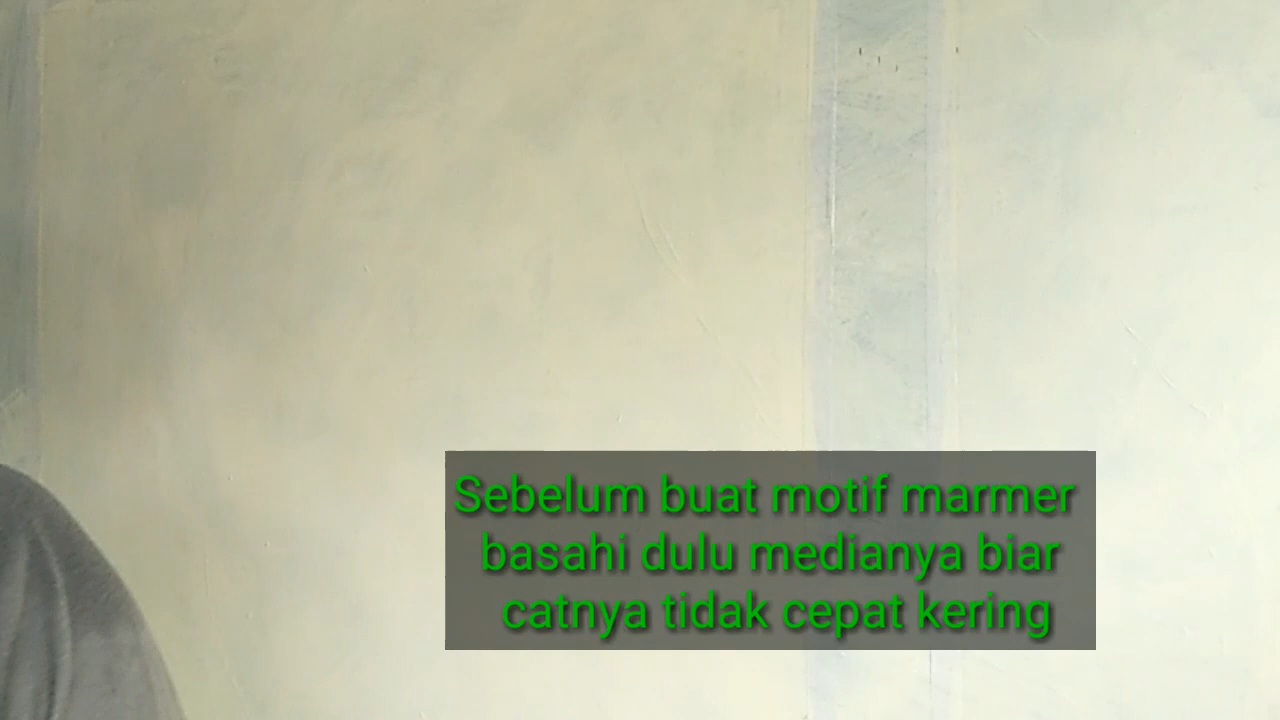 Sebelum buat motif marmer
basahi dulu medianya biar
catnya tidak cepat kering